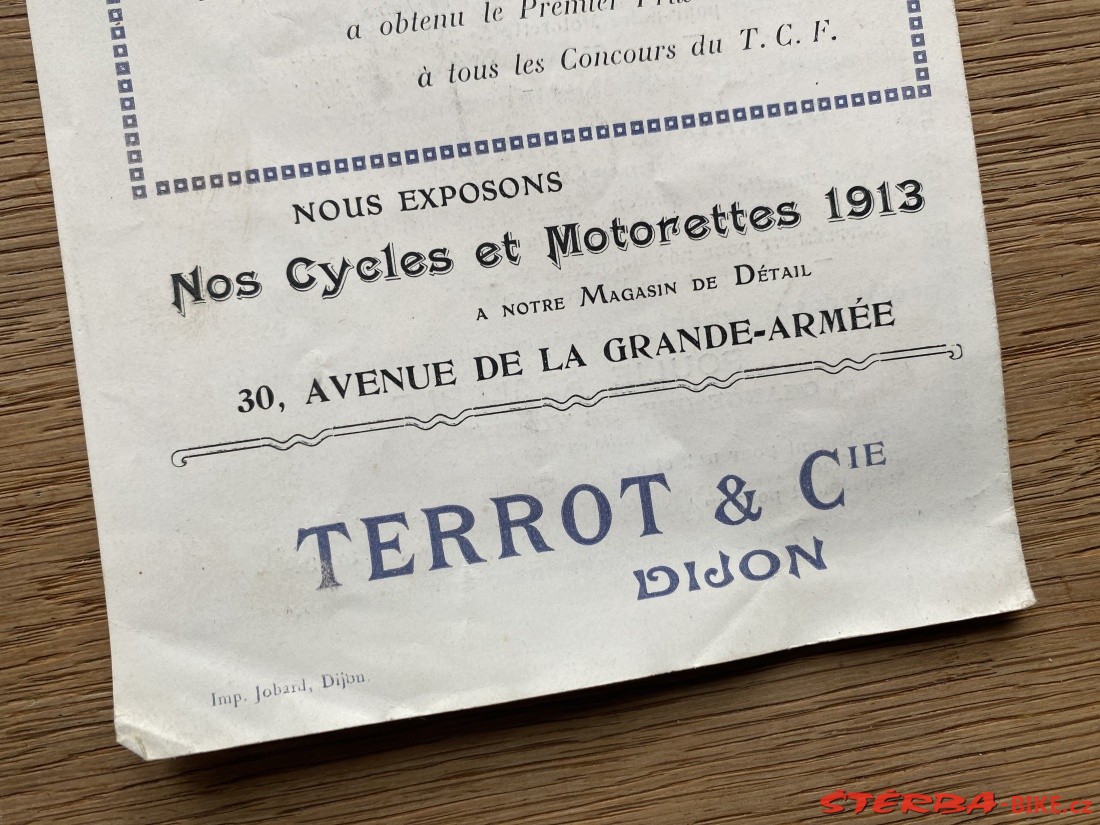 a obtenu le Premier
à tous les Concours du T. C. F.
NOUS EXPOSONS
Nos Cycles et Motorettes 1913
A NOTRE MAGASIN DE DÉTAIL
30, AVENUE DE LA GRANDE-ARMÉE
TERROT & CIE
DIJON
Imp. Jobard, Dijon.
ŠTĚRBA-BIKE.cz